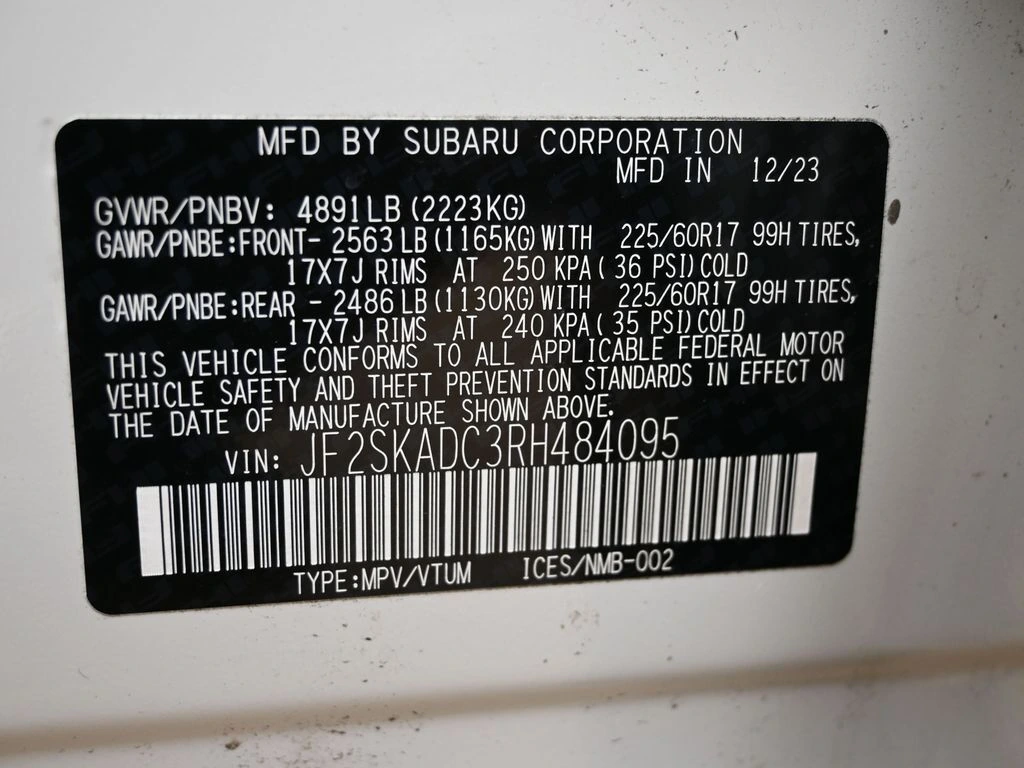 MFD BY SUBARU CORPORATION
MFD IN 12/23
GVWR/PNBV: 4891LB (2223KG)
GAWR/PNBE:FRONT- 2563 LB (1165KG) WITH 225/60R17 99H TIRES,
17X7J RIMS AT 250 KPA ( 36 PSI) COLD
GAWR/PNBE:REAR - 2486 LB (1130KG) WITH 225/60R17 99H TIRES,
17X7J RIMS AT 240 KPA ( 35 PSI) COLD
THIS VEHICLE CONFORMS TO ALL APPLICABLE FEDERAL MOTOR
VEHICLE SAFETY AND THEFT PREVENTION STANDARDS IN EFFECT ON
THE DATE OF MANUFACTURE SHOWN ABOVE.
VIN: JF2SKADC3RH484095
TYPE:MPV/VTUM ICES/NMB-002